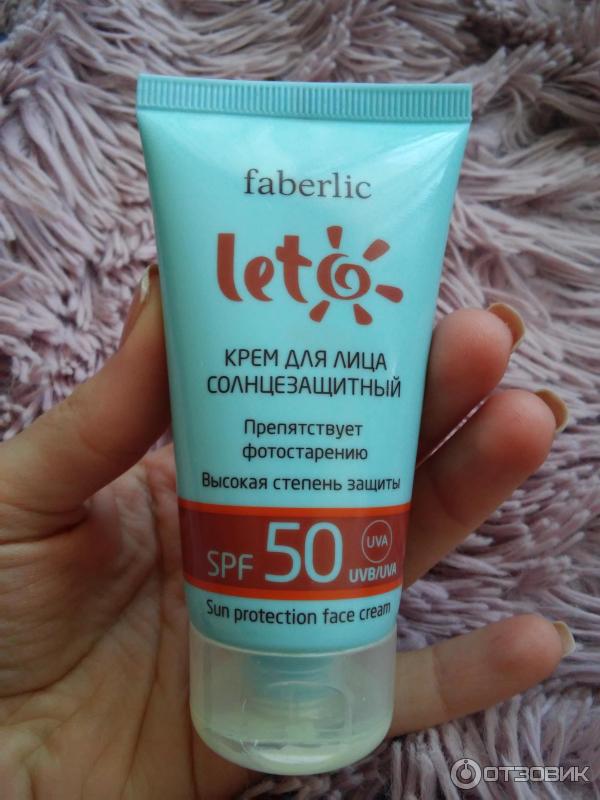 faberlic
leto
КРЕМ ДЛЯ ЛИЦА
СОЛНЦЕЗАЩИТНЫЙ
Препятствует
фотостарению
Высокая степень защиты
SPF 50 UVA
UVB/UVA
Sun protection face cream
ОТЗОВИК